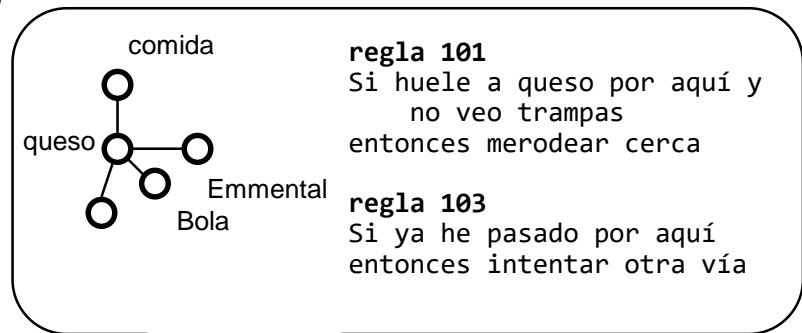 comida
queso
Emmental
Bola
regla 101
Si huele a queso por aquí y
no veo trampas
entonces merodear cerca
regla 103
Si ya he pasado por aquí
entonces intentar otra vía